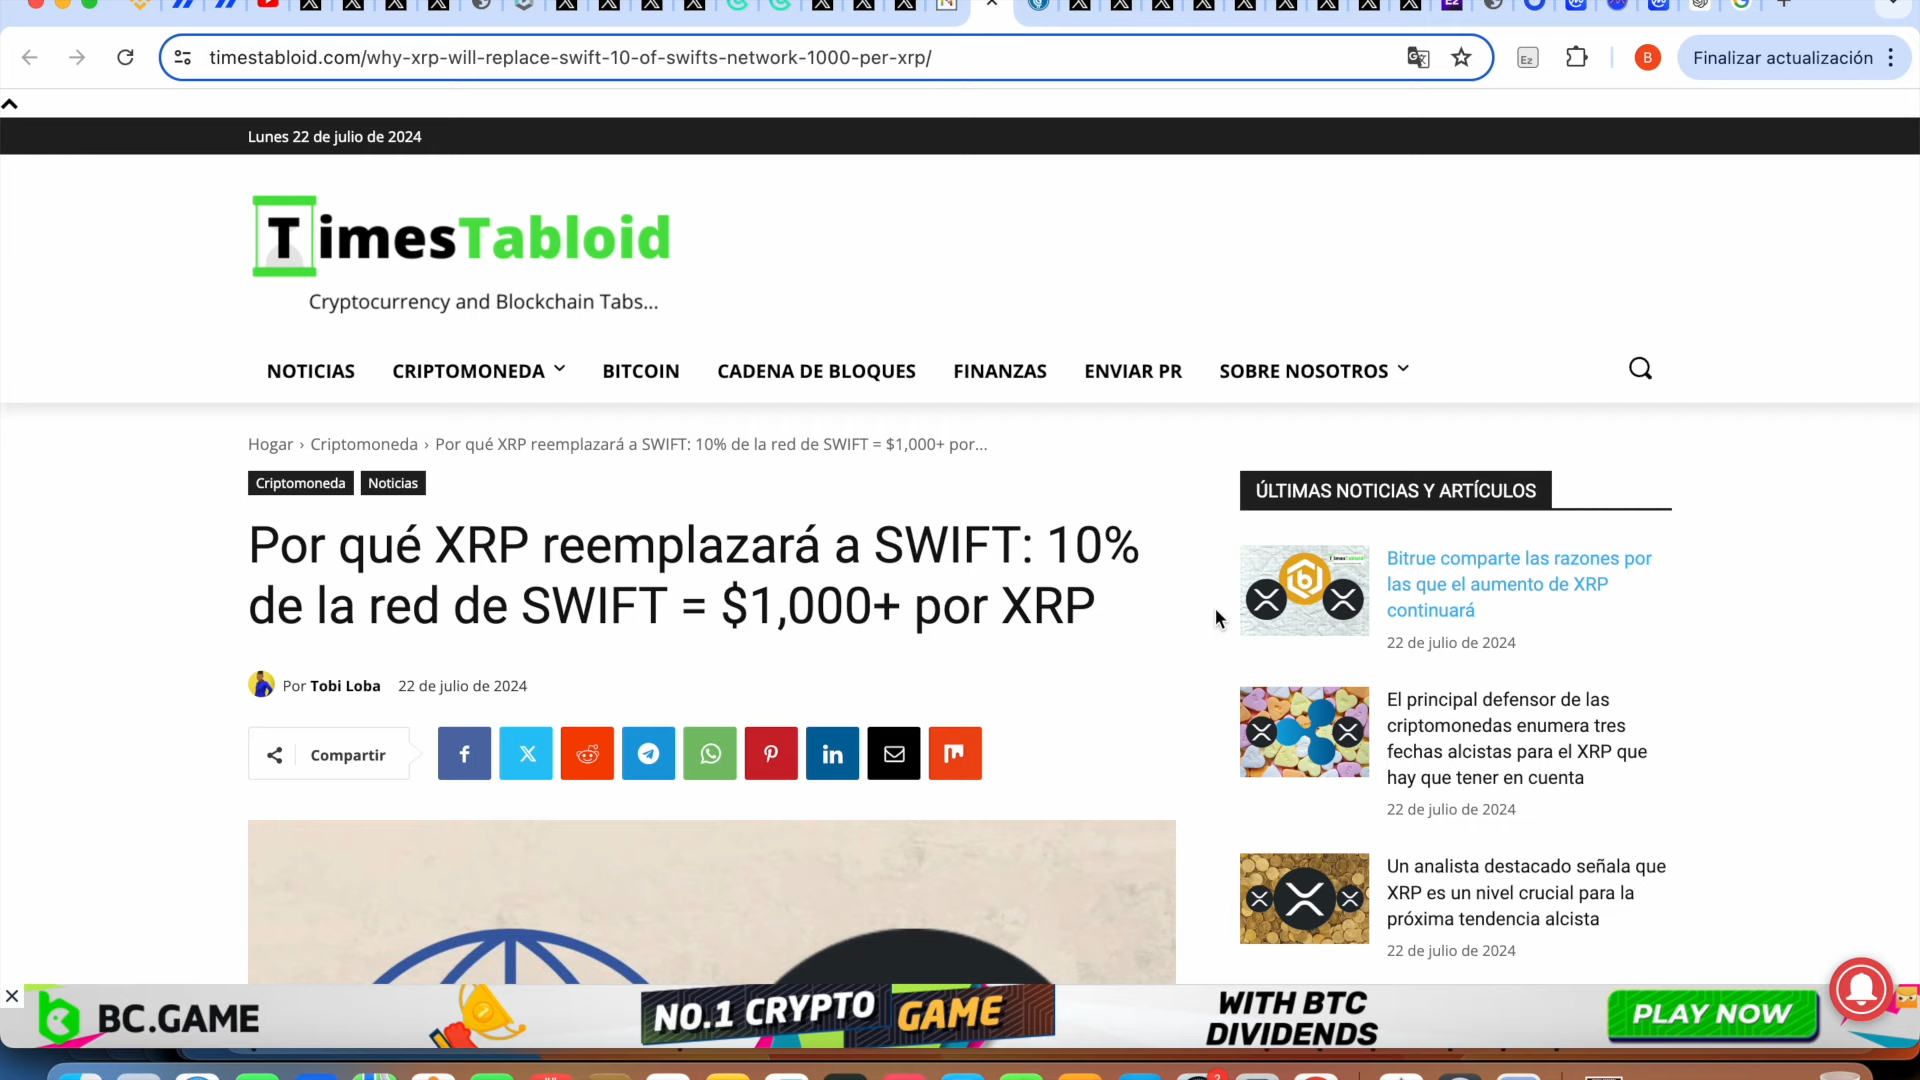 timestabloid.com/why-xrp-will-replace-swift-10-of-swifts-network-1000-per-xrp/
Ez
B
Finalizar actualización
Lunes 22 de julio de 2024
TimesTabloid
Cryptocurrency and Blockchain Tabs...
NOTICIAS
CRIPTOMONEDA
BITCOIN
CADENA DE BLOQUES
FINANZAS
ENVIAR PR
SOBRE NOSOTROS
Hogar › Criptomoneda › Por qué XRP reemplazará a SWIFT: 10% de la red de SWIFT = $1,000+ por...
Criptomoneda
Noticias
Por qué XRP reemplazará a SWIFT: 10%
de la red de SWIFT = $1,000+ por XRP
Por Tobi Loba 22 de julio de 2024
Compartir
ÚLTIMAS NOTICIAS Y ARTÍCULOS
Bitrue comparte las razones por
las que el aumento de XRP
continuará
22 de julio de 2024
El principal defensor de las
criptomonedas enumera tres
fechas alcistas para el XRP que
hay que tener en cuenta
22 de julio de 2024
Un analista destacado señala que
XRP es un nivel crucial para la
próxima tendencia alcista
22 de julio de 2024
BC.GAME
NO.1 CRYPTO GAME
WITH BTC
DIVIDENDS
PLAY NOW